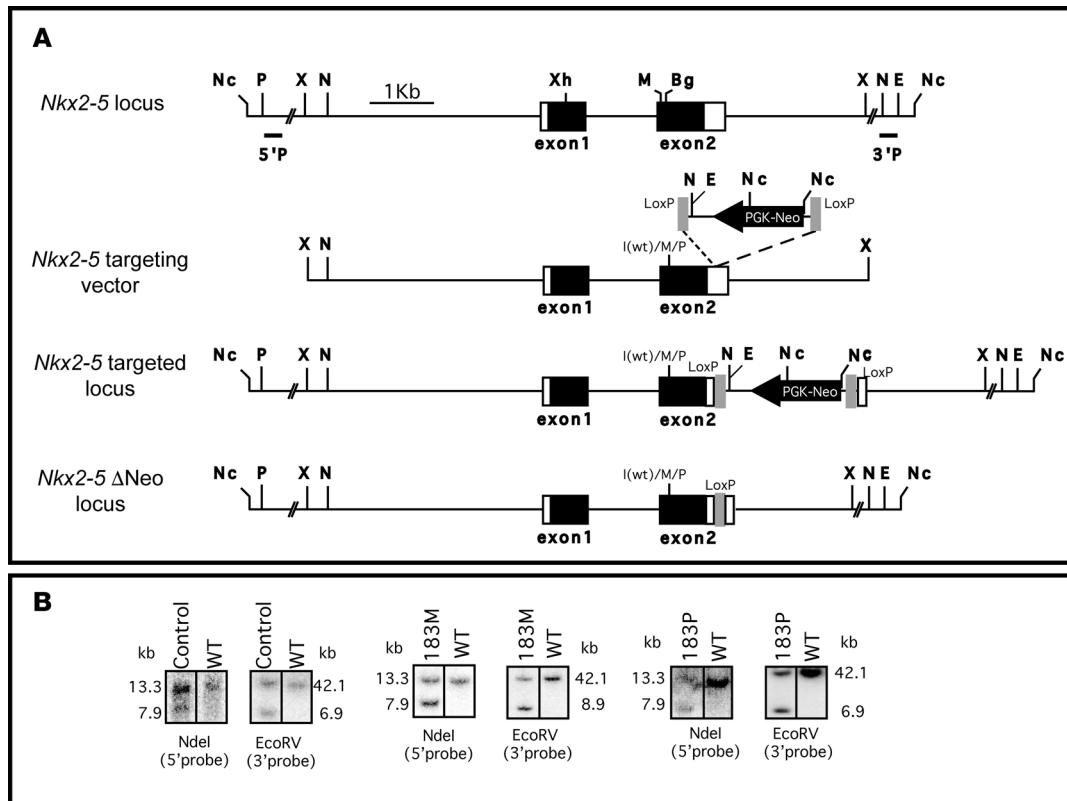 A
Nc P X N 1Kb Xh M Bg X N E Nc
Nkx2-5 locus
exon1 exon2
5'P 3'P
N E Nc Nc
LoxP PGK-Neo LoxP
X N I(wt)/M/P X
Nkx2-5 targeting
vector
exon1 exon2
Nc P X N I(wt)/M/P LoxP N E Nc Nc LoxP X N E Nc
Nkx2-5 targeted
locus
PGK-Neo
exon1 exon2
Nc P X N I(wt)/M/P LoxP X N E Nc
Nkx2-5 ΔNeo
locus
exon1 exon2
B
kb Control WT Control WT kb
13.3 42.1
7.9 6.9
NdeI EcoRV
(5'probe) (3'probe)
kb 183M WT 183M WT kb
13.3 42.1
7.9 8.9
NdeI EcoRV
(5'probe) (3'probe)
kb 183P WT 183P WT kb
13.3 42.1
7.9 6.9
NdeI EcoRV
(5'probe) (3'probe)